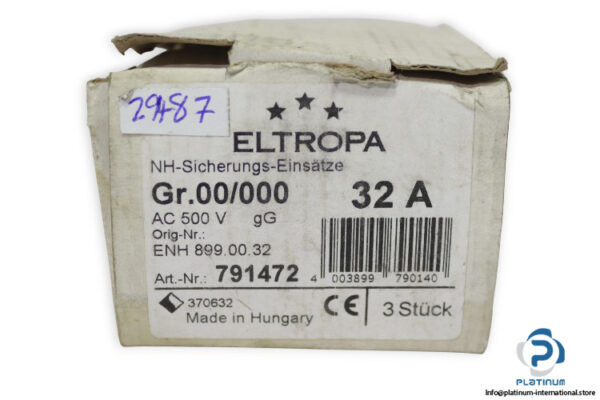 29487
ELTROPA
NH-Sicherungs-Einsätze
Gr.00/000 32 A
AC 500 V gG
Orig-Nr.:
ENH 899.00.32
Art.-Nr.: 791472
4 003899 790140
370632
Made in Hungary
CE
3 Stück
PLATINUM
Info@platinum-international.store